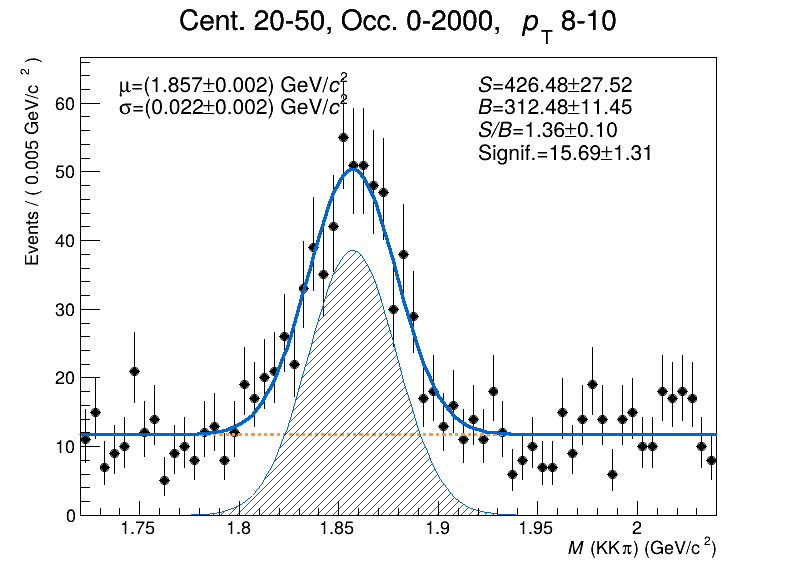 Cent. 20-50, Occ. 0-2000, pT 8-10
μ=(1.857±0.002) GeV/c2
σ=(0.022±0.002) GeV/c2
S=426.48±27.52
B=312.48±11.45
S/B=1.36±0.10
Signif.=15.69±1.31
Events / ( 0.005 GeV/c 2 )
60
50
40
30
20
10
0
1.75 1.8 1.85 1.9 1.95 2
M (KKπ) (GeV/c2)